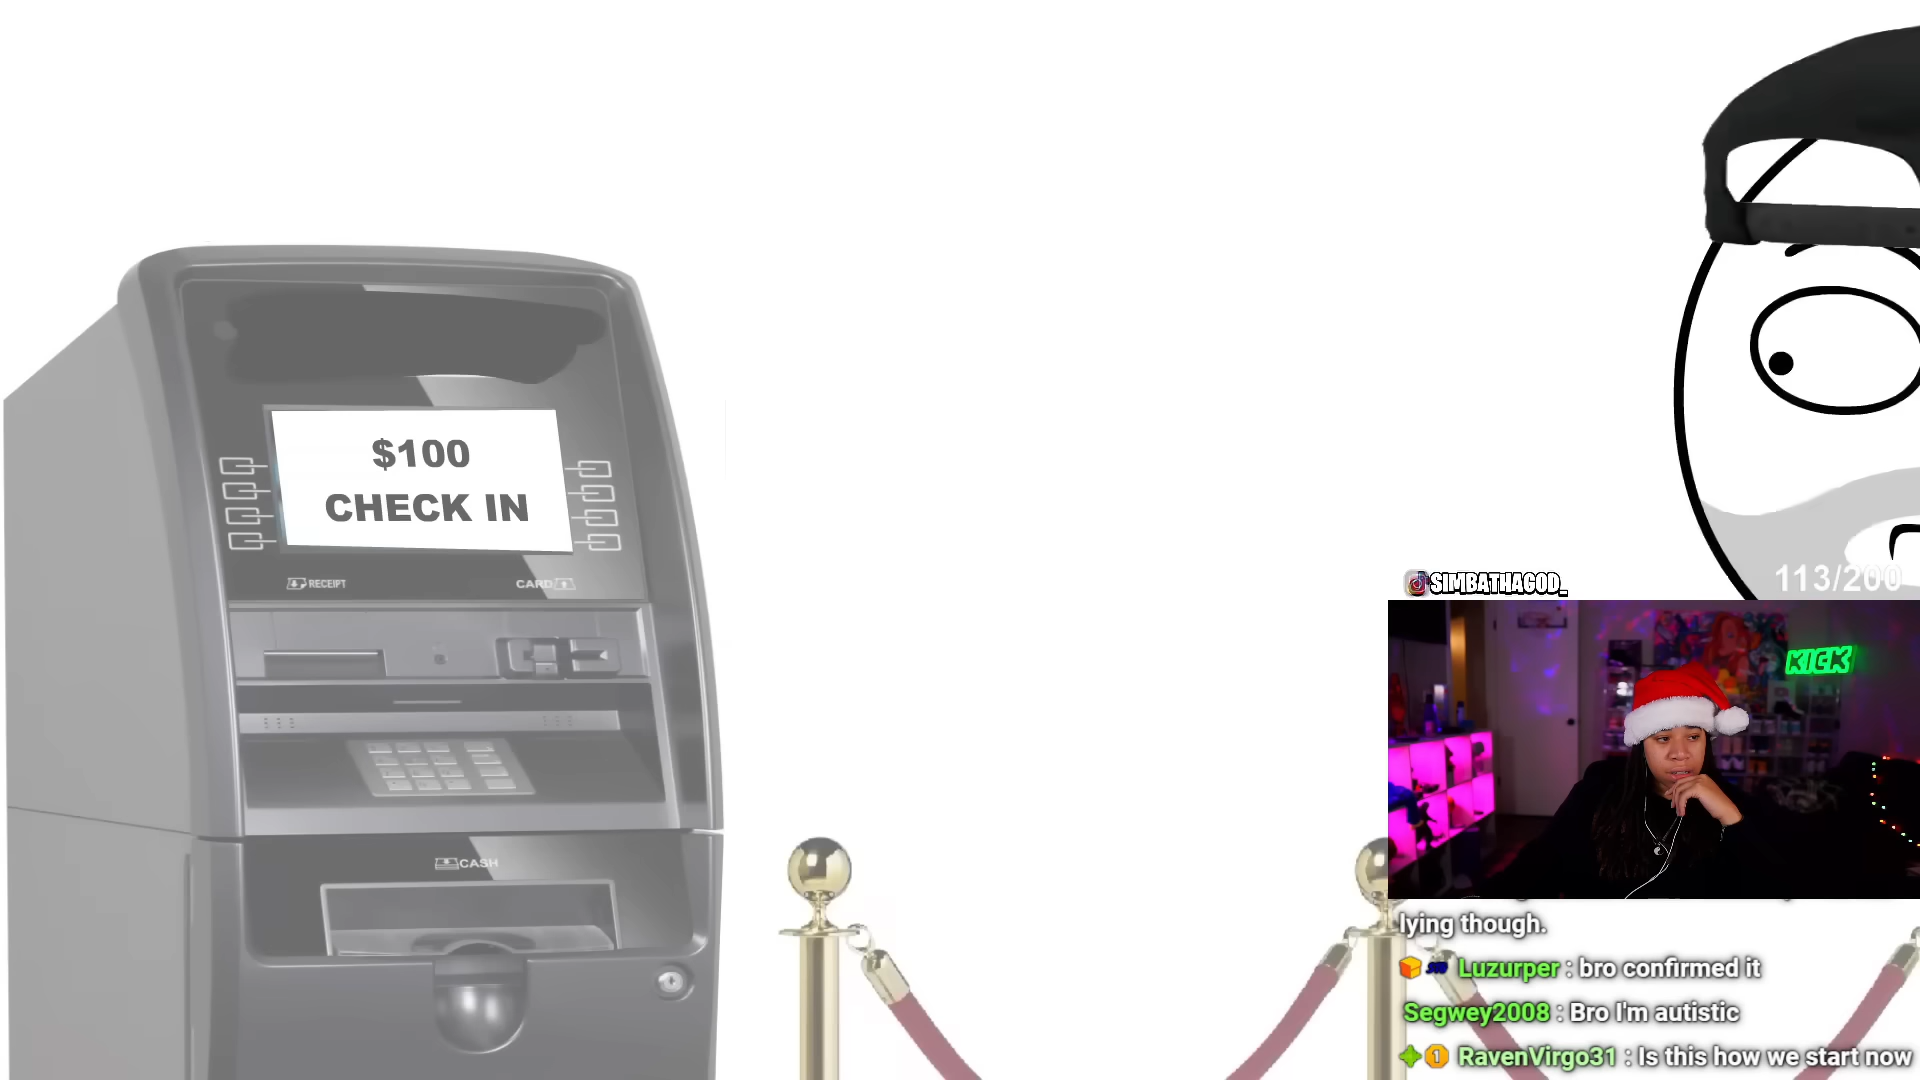 $100
CHECK IN
RECEIPT
CARD
CASH
113/200
SIMBATHAGOD_
KICK
lying though.
Luzurper : bro confirmed it
Segwey2008 : Bro I'm autistic
RavenVirgo31 : Is this how we start now